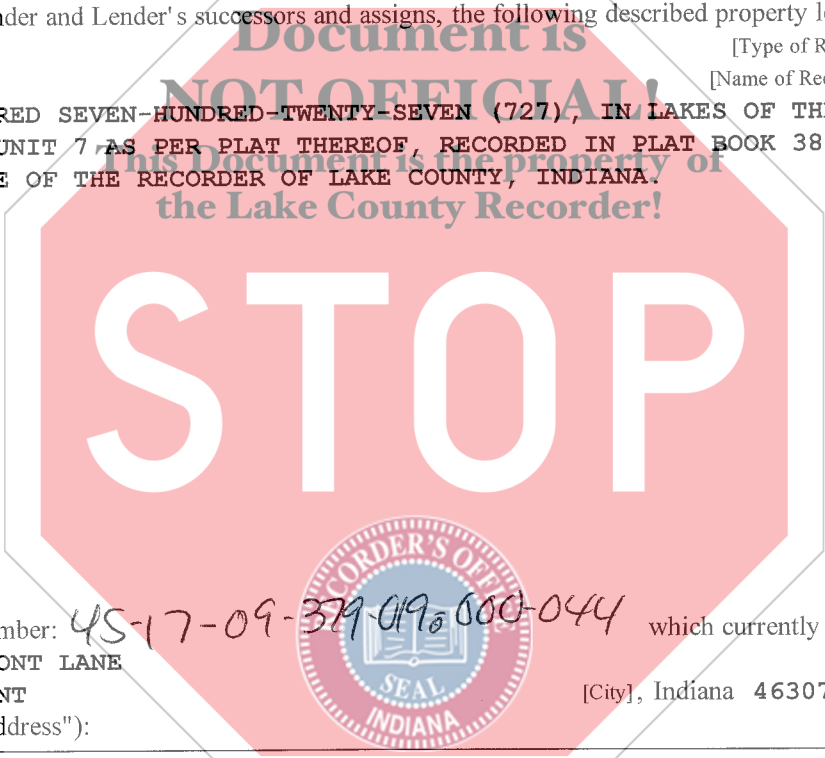 nder and Lender's successors and assigns, the following described property l
Document is
[Type of R
NOT OFFICIAL!
[Name of Rec
RED SEVEN-HUNDRED-TWENTY-SEVEN (727), IN LAKES OF TH
UNIT 7 AS PER PLAT THEREOF, RECORDED IN PLAT BOOK 38
This Document is the property of
E OF THE RECORDER OF LAKE COUNTY, INDIANA.
the Lake County Recorder!
STOP
RECORDER'S OFFICE
mber: 45-17-09-379-019.000-044 which currently
ONT LANE
SEAL
NT [City], Indiana 46307
INDIANA
ddress"):